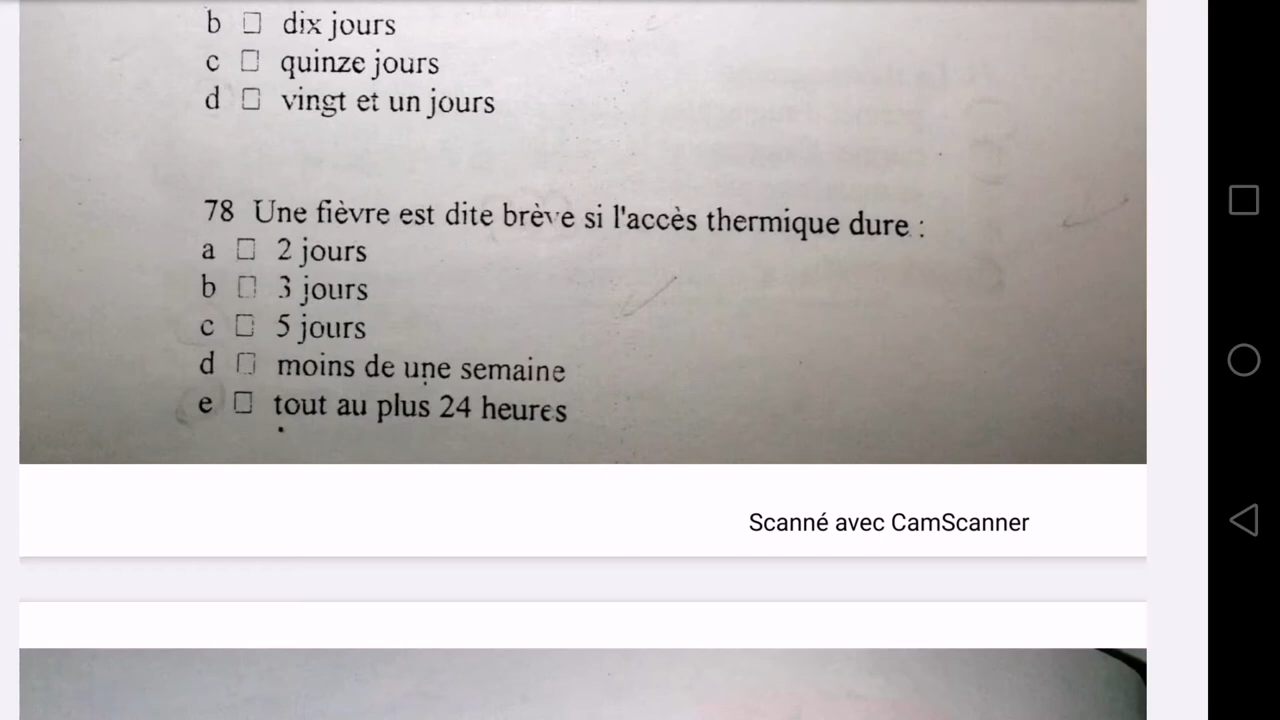 b □ dix jours
c □ quinze jours
d □ vingt et un jours
78 Une fièvre est dite brève si l'accès thermique dure :
a □ 2 jours
b □ 3 jours
c □ 5 jours
d □ moins de une semaine
e □ tout au plus 24 heures
Scanné avec CamScanner